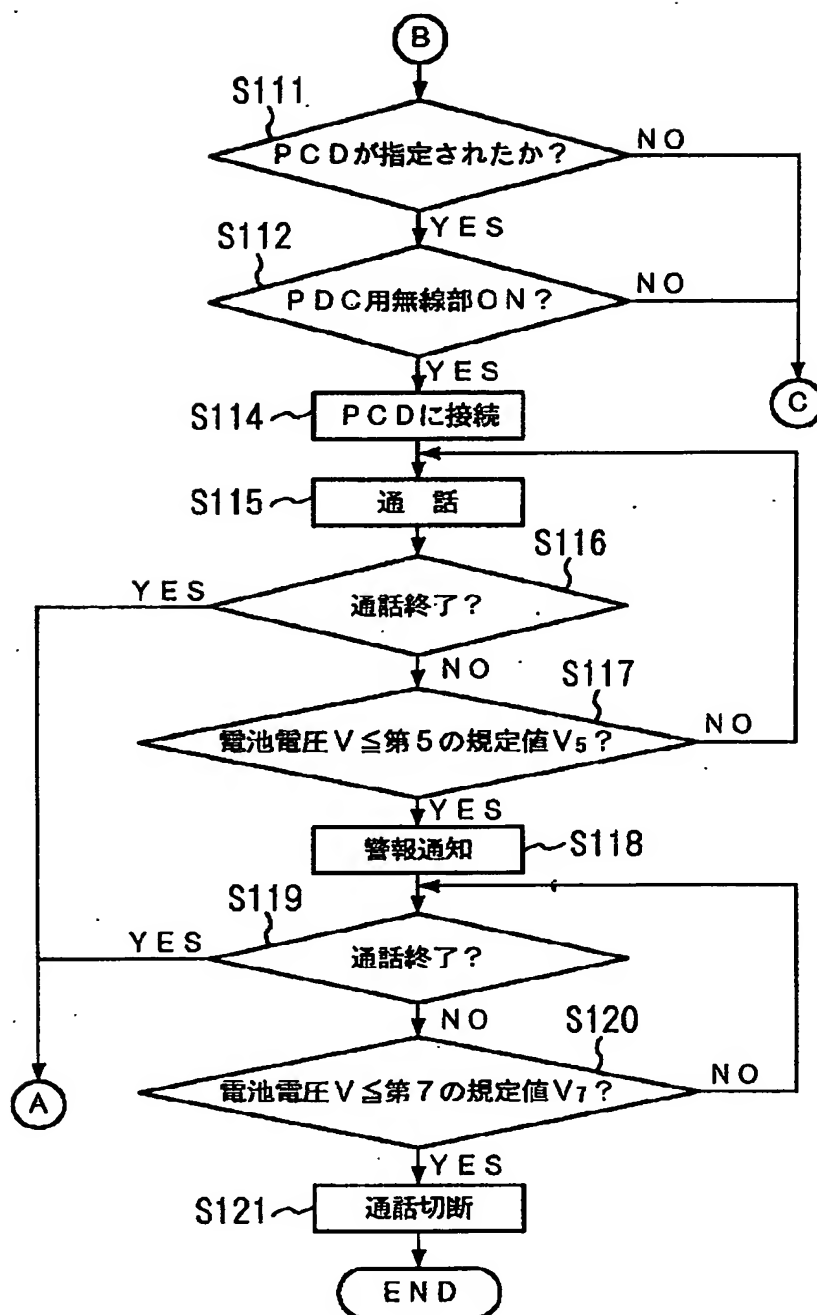 B
S111
PCDが指定されたか？
NO
YES
S112
PDC用無線部ON？
NO
YES
C
S114
PCDに接続
S115
通 話
S116
YES
通話終了？
NO
S117
電池電圧V≦第5の規定値V₅？
NO
YES
警報通知
S118
S119
YES
通話終了？
NO
S120
A
電池電圧V≦第7の規定値V₇？
NO
YES
S121
通話切断
END